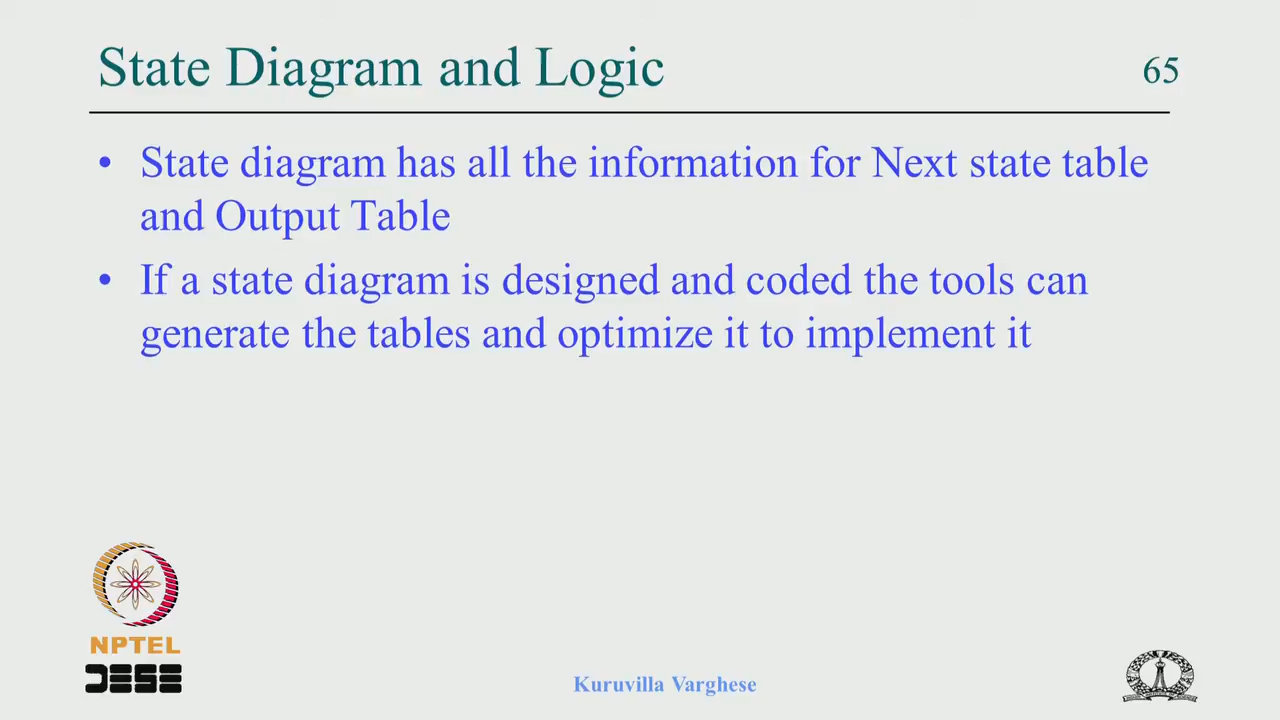 State Diagram and Logic
65
• State diagram has all the information for Next state table
and Output Table
• If a state diagram is designed and coded the tools can
generate the tables and optimize it to implement it
NPTEL
DESE
Kuruvilla Varghese